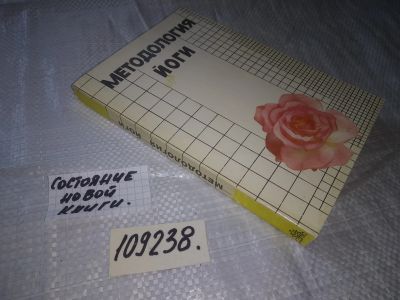 МЕТОДОЛОГИЯ
ЙОГИ
МЕТОДОЛОГИЯ ЙОГИ
СОСТОЯНИЕ
НОВОЙ
КНИГИ.
109238.